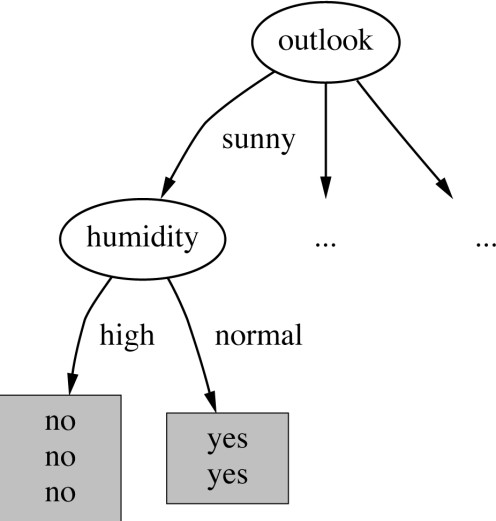 outlook
sunny
humidity
...
...
high
normal
no
no
no
yes
yes